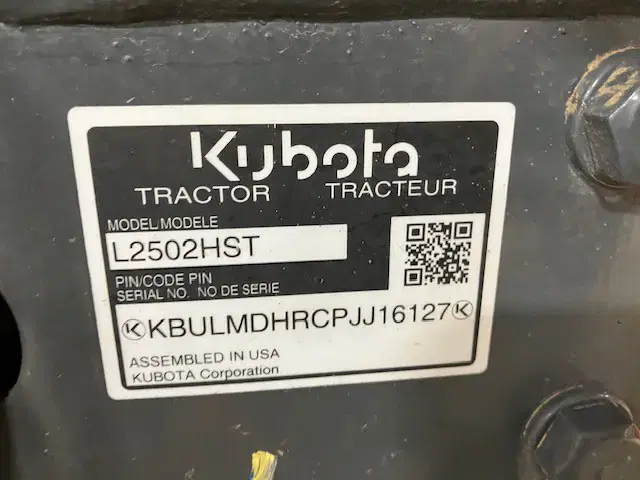 Kubota
TRACTOR TRACTEUR
MODEL/MODELE
L2502HST
PIN/CODE PIN
SERIAL NO. NO DE SERIE
KBULMDHRCPJJ16127
ASSEMBLED IN USA
KUBOTA Corporation